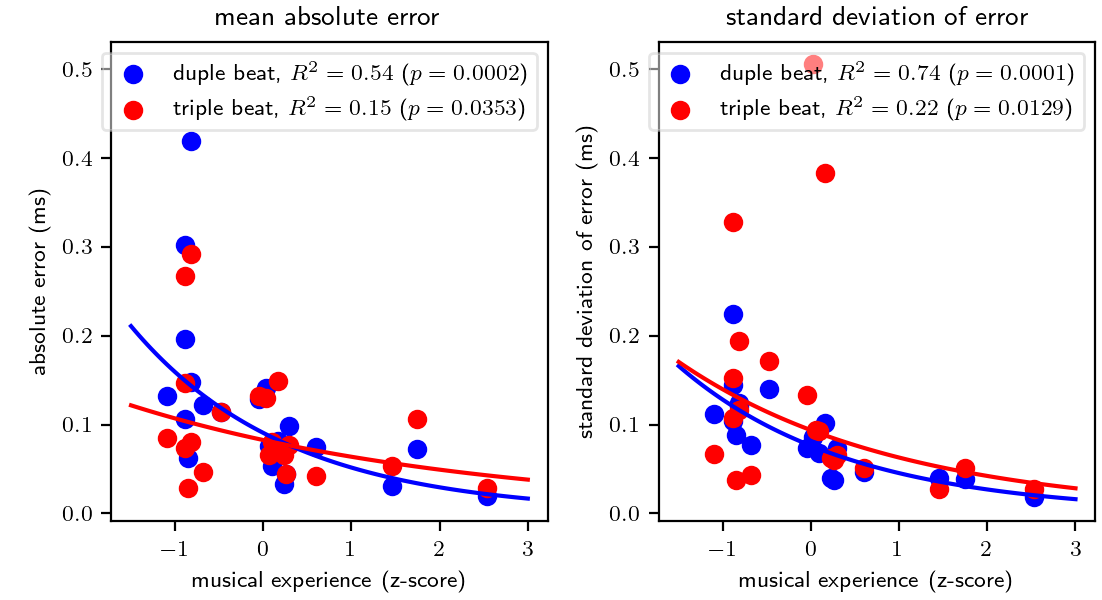 mean absolute error
duple beat, R² = 0.54 (p = 0.0002)
triple beat, R² = 0.15 (p = 0.0353)
absolute error (ms)
0.5
0.4
0.3
0.2
0.1
0.0
−1 0 1 2 3
musical experience (z-score)
standard deviation of error
duple beat, R² = 0.74 (p = 0.0001)
triple beat, R² = 0.22 (p = 0.0129)
standard deviation of error (ms)
0.5
0.4
0.3
0.2
0.1
0.0
−1 0 1 2 3
musical experience (z-score)